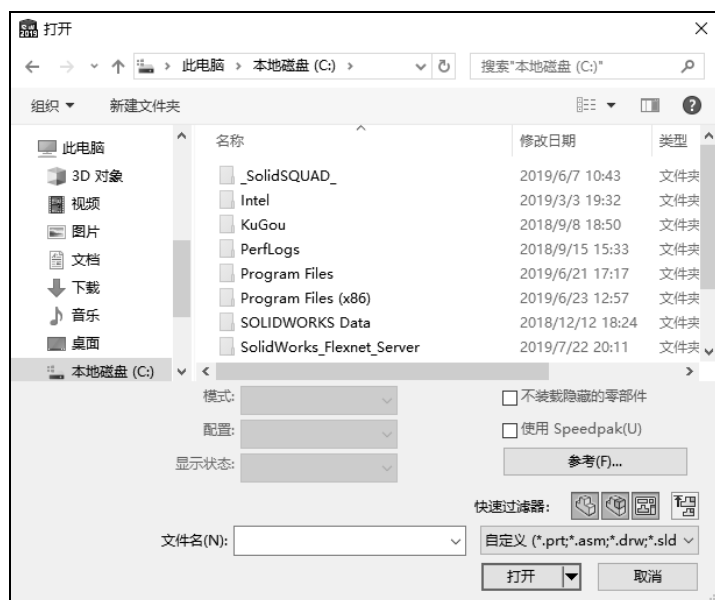 打开
此电脑 › 本地磁盘 (C:) ›
搜索"本地磁盘 (C:)"
组织
新建文件夹
此电脑
3D 对象
视频
图片
文档
下载
音乐
桌面
本地磁盘 (C:)
名称 修改日期 类型
_SolidSQUAD_ 2019/6/7 10:43 文件夹
Intel 2019/3/3 19:32 文件夹
KuGou 2018/9/8 18:50 文件夹
PerfLogs 2018/9/15 15:33 文件夹
Program Files 2019/6/21 17:17 文件夹
Program Files (x86) 2019/6/23 12:57 文件夹
SOLIDWORKS Data 2018/12/12 18:24 文件夹
SolidWorks_Flexnet_Server 2019/7/22 20:11 文件夹
模式:
配置:
显示状态:
不装载隐藏的零部件
使用 Speedpak(U)
参考(F)...
快速过滤器:
文件名(N):
自定义 (*.prt;*.asm;*.drw;*.sld
打开
取消